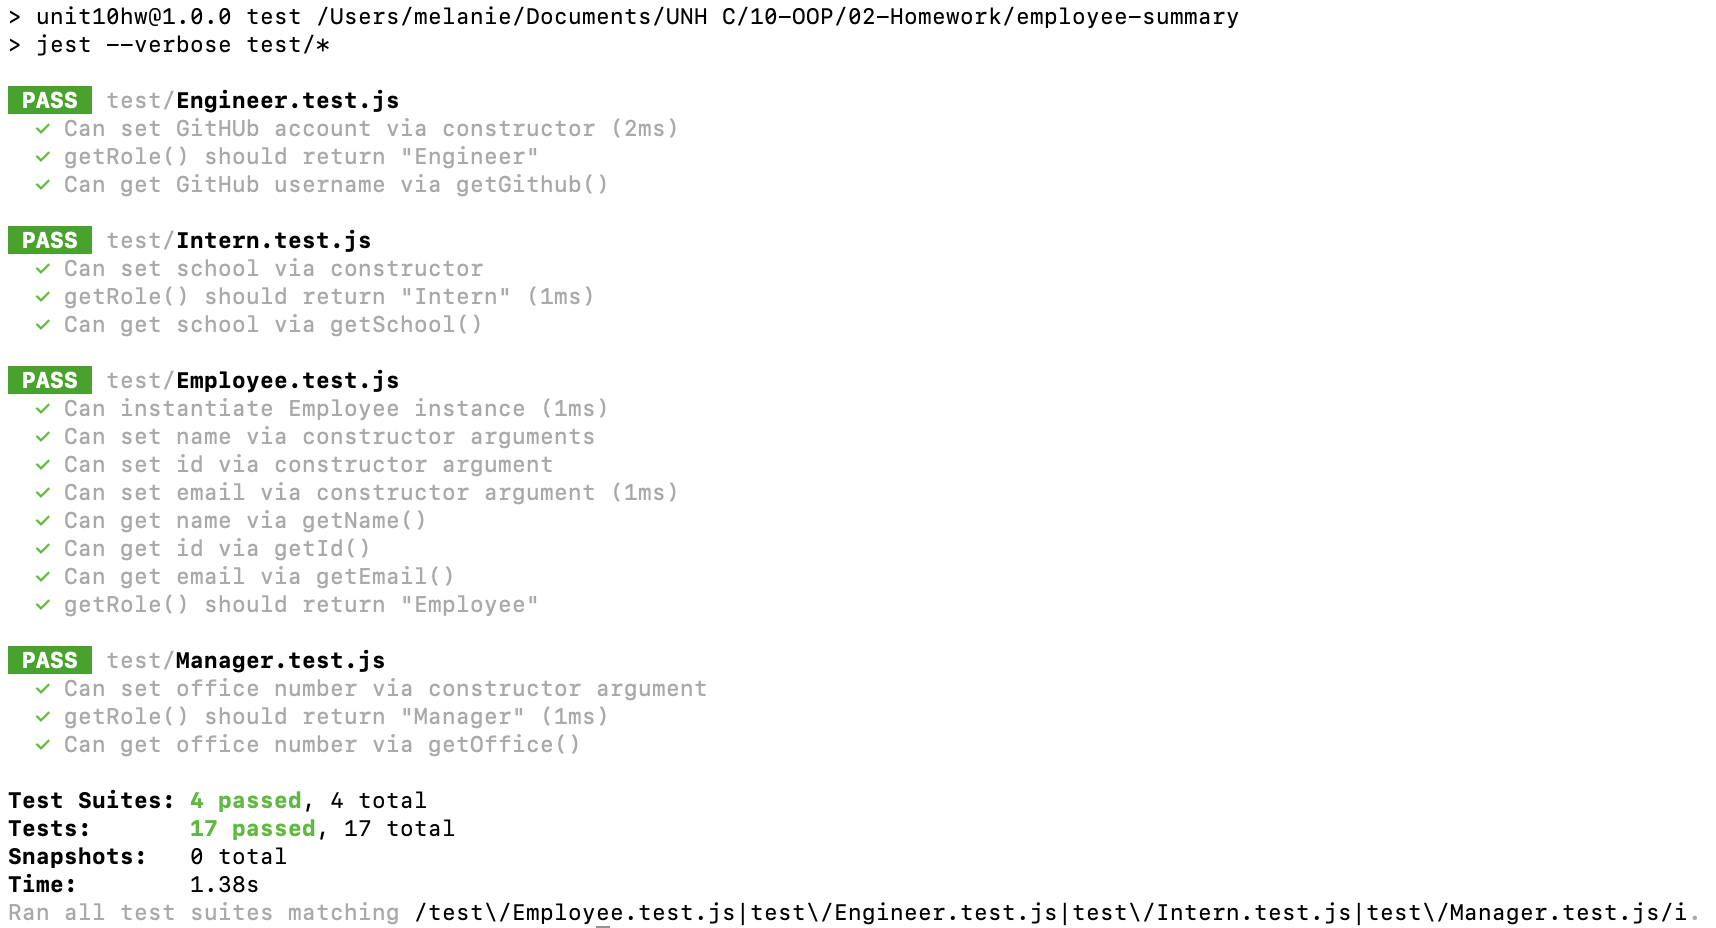 > unit10hw@1.0.0 test /Users/melanie/Documents/UNH C/10-OOP/02-Homework/employee-summary
> jest --verbose test/*
PASS test/Engineer.test.js
✓ Can set GitHUb account via constructor (2ms)
✓ getRole() should return "Engineer"
✓ Can get GitHub username via getGithub()
PASS test/Intern.test.js
✓ Can set school via constructor
✓ getRole() should return "Intern" (1ms)
✓ Can get school via getSchool()
PASS test/Employee.test.js
✓ Can instantiate Employee instance (1ms)
✓ Can set name via constructor arguments
✓ Can set id via constructor argument
✓ Can set email via constructor argument (1ms)
✓ Can get name via getName()
✓ Can get id via getId()
✓ Can get email via getEmail()
✓ getRole() should return "Employee"
PASS test/Manager.test.js
✓ Can set office number via constructor argument
✓ getRole() should return "Manager" (1ms)
✓ Can get office number via getOffice()
Test Suites: 4 passed, 4 total
Tests: 17 passed, 17 total
Snapshots: 0 total
Time: 1.38s
Ran all test suites matching /test\/Employee.test.js|test\/Engineer.test.js|test\/Intern.test.js|test\/Manager.test.js/i.